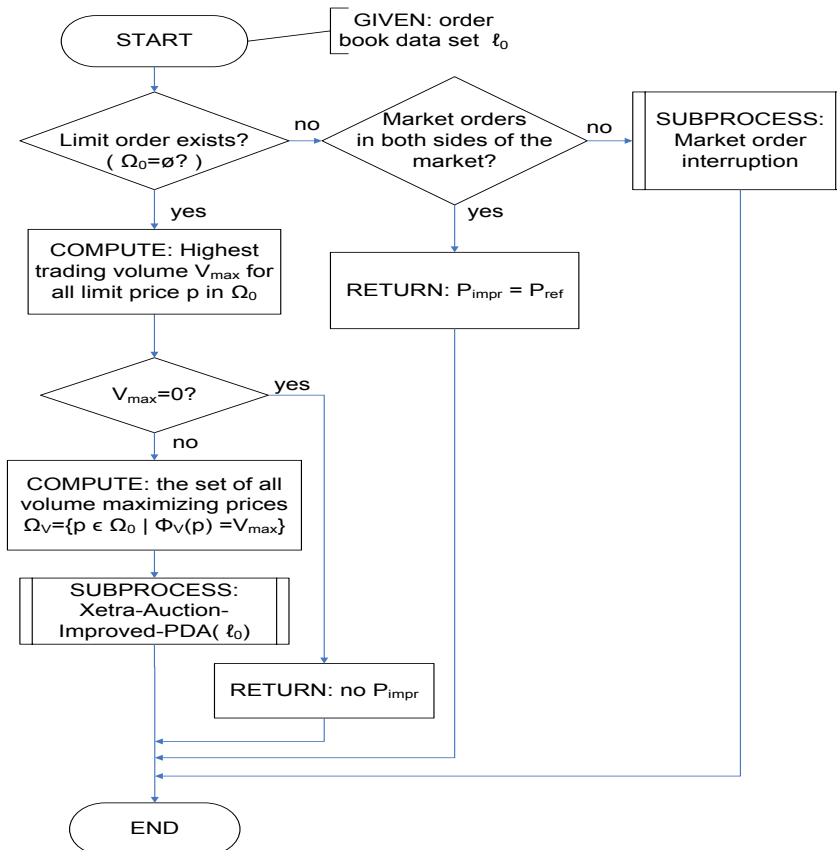 START
GIVEN: order
book data set ℓ₀
Limit order exists?
( Ω₀=ø? )
no
Market orders
in both sides of the
market?
no
SUBPROCESS:
Market order
interruption
yes
yes
COMPUTE: Highest
trading volume Vₘₐₓ for
all limit price p in Ω₀
RETURN: Pᵢₘₚᵣ = Pᵣₑf
Vₘₐₓ=0?
yes
no
COMPUTE: the set of all
volume maximizing prices
Ωᵥ={p ϵ Ω₀ | Φᵥ(p) =Vₘₐₓ}
SUBPROCESS:
Xetra-Auction-
Improved-PDA( ℓ₀)
RETURN: no Pᵢₘₚᵣ
END